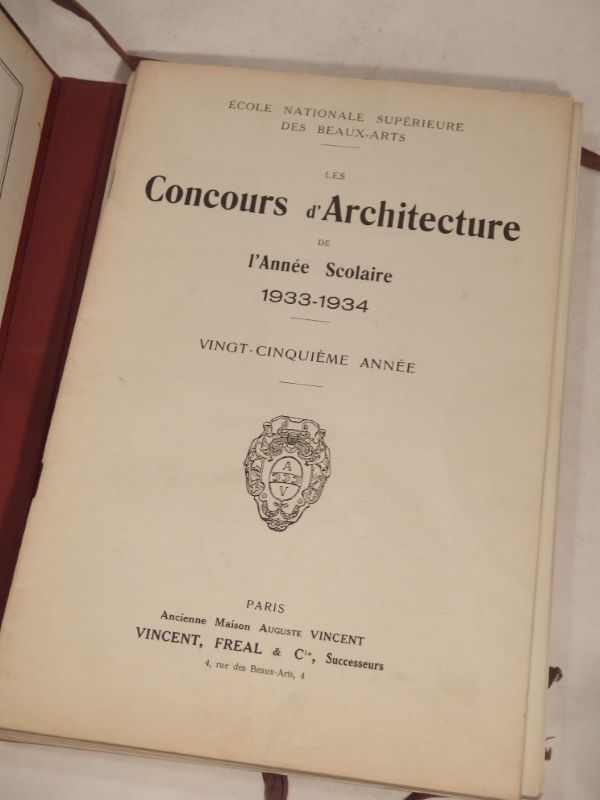 ÉCOLE NATIONALE SUPÉRIEURE
DES BEAUX-ARTS
LES
Concours d'Architecture
DE
l'Année Scolaire
1933-1934
VINGT-CINQUIÈME ANNÉE
A
V
PARIS
Ancienne Maison AUGUSTE VINCENT
VINCENT, FREAL & Cie, Successeurs
4, rue des Beaux-Arts, 4